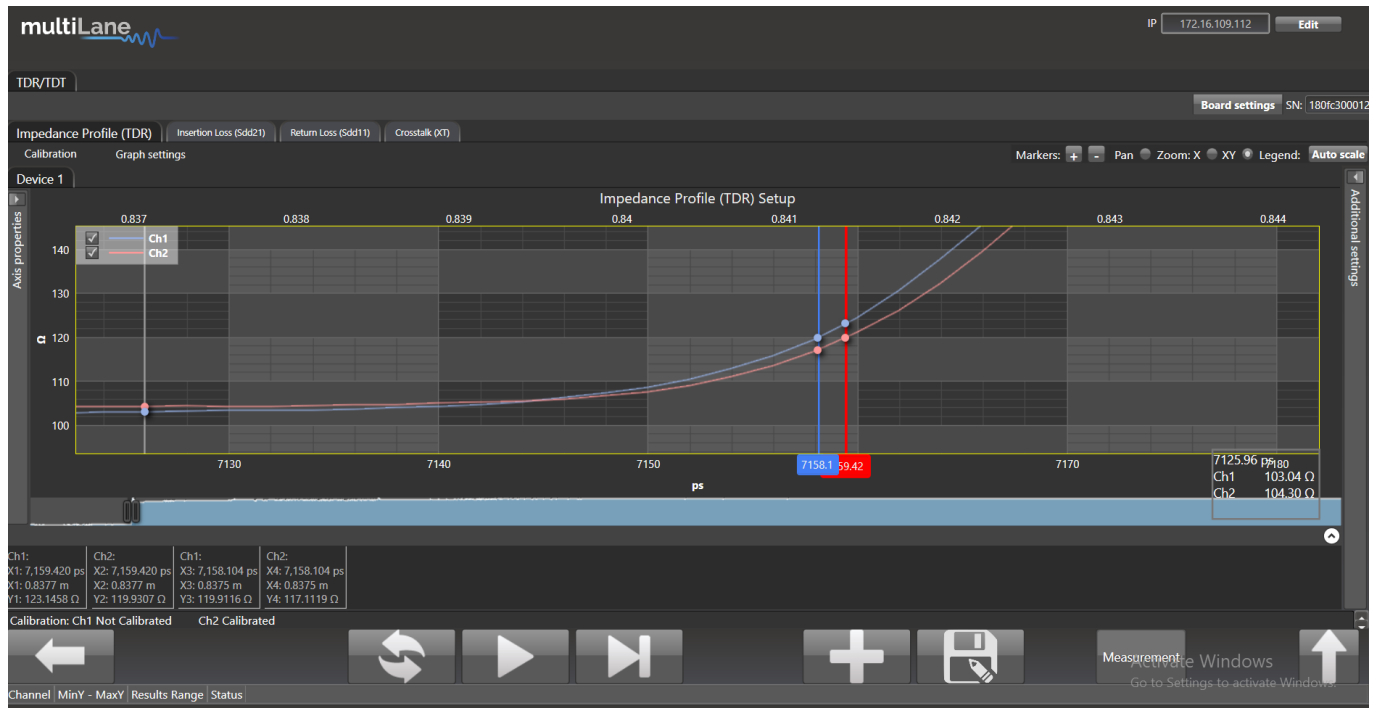 multiLane
IP 172.16.109.112 Edit
TDR/TDT
Board settings SN: 180fc300012
Impedance Profile (TDR) Insertion Loss (Sdd21) Return Loss (Sdd11) Crosstalk (XT)
Calibration Graph settings Markers: + - Pan Zoom: X XY Legend: Auto scale
Device 1
Axis properties
Additional settings
Impedance Profile (TDR) Setup
0.837 0.838 0.839 0.84 0.841 0.842 0.843 0.844
Ch1
Ch2
140
130
Ω 120
110
100
7130 7140 7150 7158.1 59.42 7170 7180
ps
7125.96 ps
Ch1 103.04 Ω
Ch2 104.30 Ω
Ch1: Ch2: Ch1: Ch2:
X1: 7,159.420 ps X2: 7,159.420 ps X3: 7,158.104 ps X4: 7,158.104 ps
X1: 0.8377 m X2: 0.8377 m X3: 0.8375 m X4: 0.8375 m
Y1: 123.1458 Ω Y2: 119.9307 Ω Y3: 119.9116 Ω Y4: 117.1119 Ω
Calibration: Ch1 Not Calibrated Ch2 Calibrated
Measurement
Activate Windows
Go to Settings to activate Windows.
Channel MinY - MaxY Results Range Status